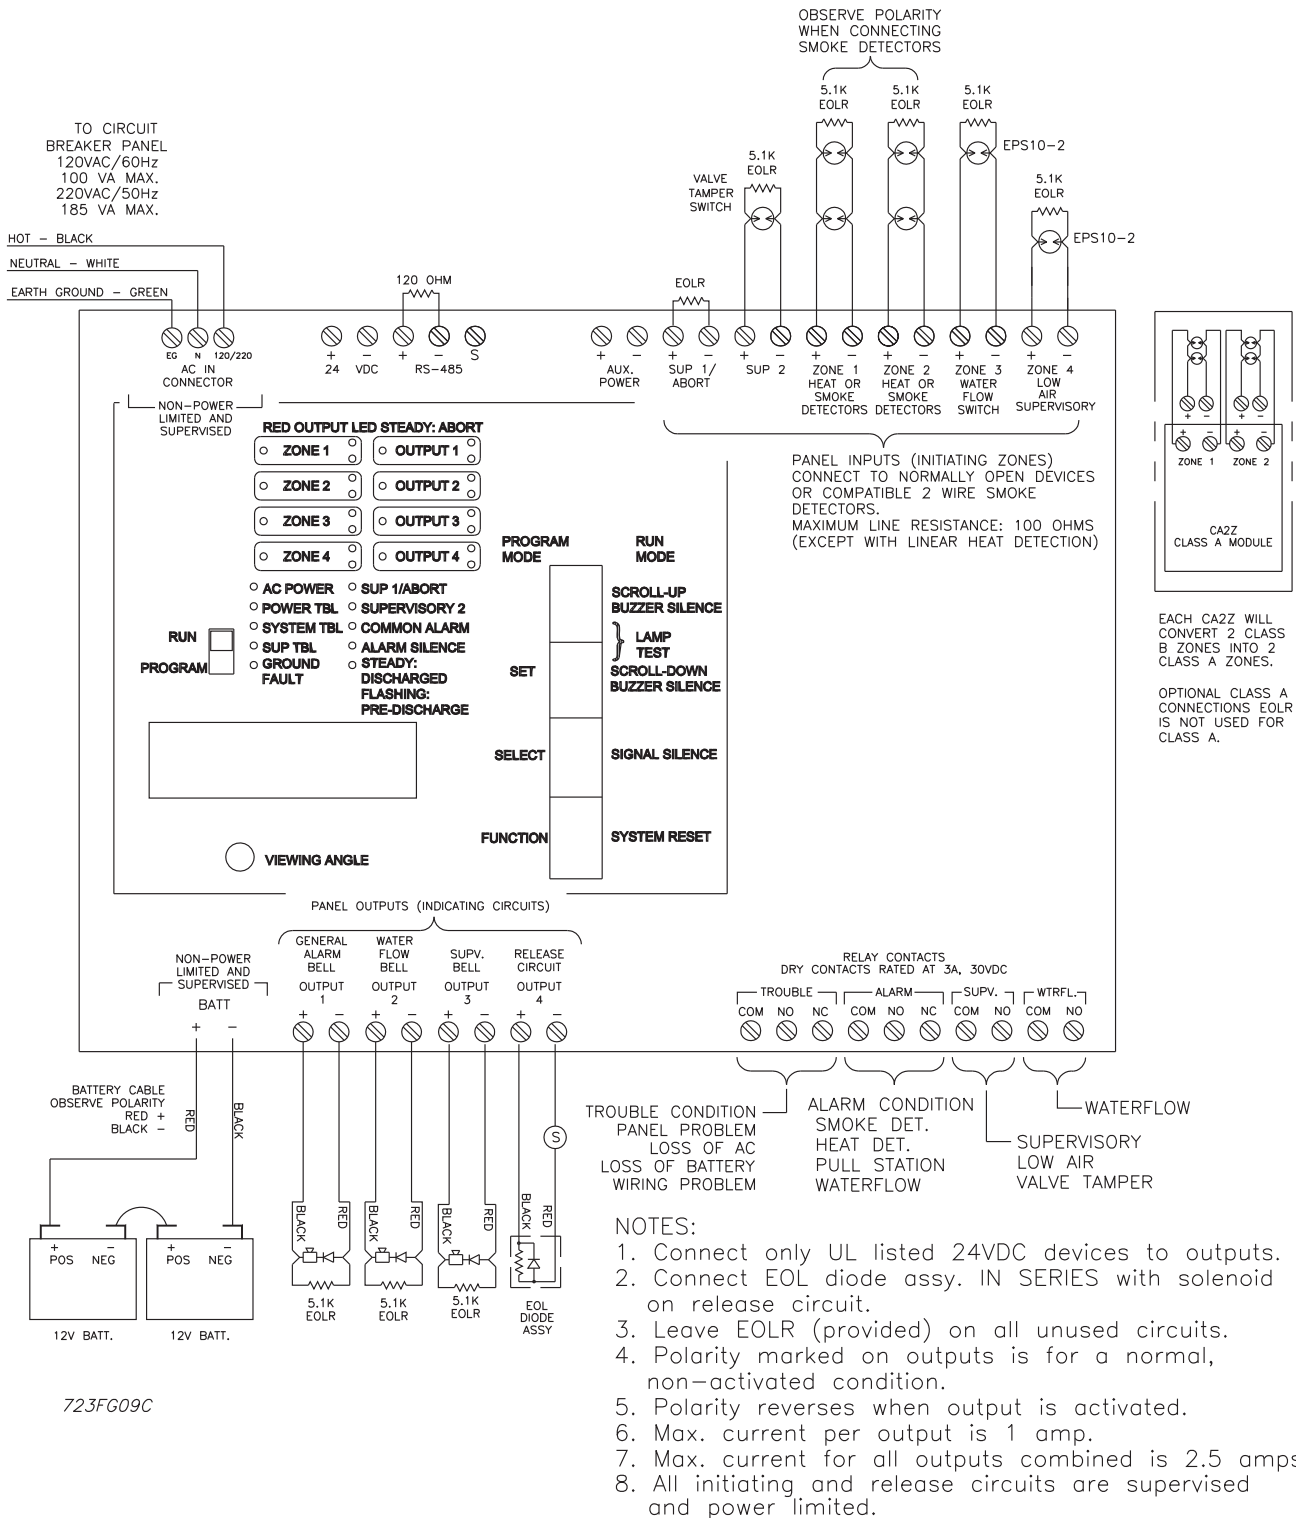 OBSERVE POLARITY
WHEN CONNECTING
SMOKE DETECTORS
5.1K
EOLR
5.1K
EOLR
5.1K
EOLR
EPS10-2
TO CIRCUIT
BREAKER PANEL
120VAC/60Hz
100 VA MAX.
220VAC/50Hz
185 VA MAX.
5.1K
EOLR
VALVE
TAMPER
SWITCH
5.1K
EOLR
EPS10-2
HOT - BLACK
NEUTRAL - WHITE
EARTH GROUND - GREEN
120 OHM
EOLR
EG N 120/220
AC IN
CONNECTOR
+ -
24 VDC
+ - S
RS-485
+ -
AUX.
POWER
+ -
SUP 1/
ABORT
+ -
SUP 2
+ -
ZONE 1
HEAT OR
SMOKE
DETECTORS
+ -
ZONE 2
HEAT OR
SMOKE
DETECTORS
+ -
ZONE 3
WATER
FLOW
SWITCH
+ -
ZONE 4
LOW
AIR
SUPERVISORY
NON-POWER
LIMITED AND
SUPERVISED
RED OUTPUT LED STEADY: ABORT
ZONE 1 OUTPUT 1
ZONE 2 OUTPUT 2
ZONE 3 OUTPUT 3
ZONE 4 OUTPUT 4
AC POWER SUP 1/ABORT
POWER TBL SUPERVISORY 2
SYSTEM TBL COMMON ALARM
SUP TBL ALARM SILENCE
GROUND
FAULT
STEADY:
DISCHARGED
FLASHING:
PRE-DISCHARGE
RUN
PROGRAM
PROGRAM
MODE
RUN
MODE
SCROLL-UP
BUZZER SILENCE
LAMP
TEST
SET
SCROLL-DOWN
BUZZER SILENCE
SELECT SIGNAL SILENCE
FUNCTION SYSTEM RESET
VIEWING ANGLE
PANEL INPUTS (INITIATING ZONES)
CONNECT TO NORMALLY OPEN DEVICES
OR COMPATIBLE 2 WIRE SMOKE
DETECTORS.
MAXIMUM LINE RESISTANCE: 100 OHMS
(EXCEPT WITH LINEAR HEAT DETECTION)
+ - + -
+ - + -
ZONE 1 ZONE 2
CA2Z
CLASS A MODULE
EACH CA2Z WILL
CONVERT 2 CLASS
B ZONES INTO 2
CLASS A ZONES.
OPTIONAL CLASS A
CONNECTIONS EOLR
IS NOT USED FOR
CLASS A.
PANEL OUTPUTS (INDICATING CIRCUITS)
NON-POWER
LIMITED AND
SUPERVISED
BATT
+ -
GENERAL
ALARM
BELL
OUTPUT
1
+ -
WATER
FLOW
BELL
OUTPUT
2
+ -
SUPV.
BELL
OUTPUT
3
+ -
RELEASE
CIRCUIT
OUTPUT
4
+ -
RELAY CONTACTS
DRY CONTACTS RATED AT 3A, 30VDC
TROUBLE ALARM SUPV. WTRFL.
COM NO NC COM NO NC COM NO COM NO
BATTERY CABLE
OBSERVE POLARITY
RED +
BLACK -
RED
BLACK
S
TROUBLE CONDITION
PANEL PROBLEM
LOSS OF AC
LOSS OF BATTERY
WIRING PROBLEM
ALARM CONDITION
SMOKE DET.
HEAT DET.
PULL STATION
WATERFLOW
SUPERVISORY
LOW AIR
VALVE TAMPER
WATERFLOW
BLACK RED BLACK RED BLACK RED BLACK RED
+ - + -
POS NEG POS NEG
12V BATT. 12V BATT.
5.1K
EOLR
5.1K
EOLR
5.1K
EOLR
EOL
DIODE
ASSY
723FG09C
NOTES:
1. Connect only UL listed 24VDC devices to outputs.
2. Connect EOL diode assy. IN SERIES with solenoid
on release circuit.
3. Leave EOLR (provided) on all unused circuits.
4. Polarity marked on outputs is for a normal,
non-activated condition.
5. Polarity reverses when output is activated.
6. Max. current per output is 1 amp.
7. Max. current for all outputs combined is 2.5 amps
8. All initiating and release circuits are supervised
and power limited.